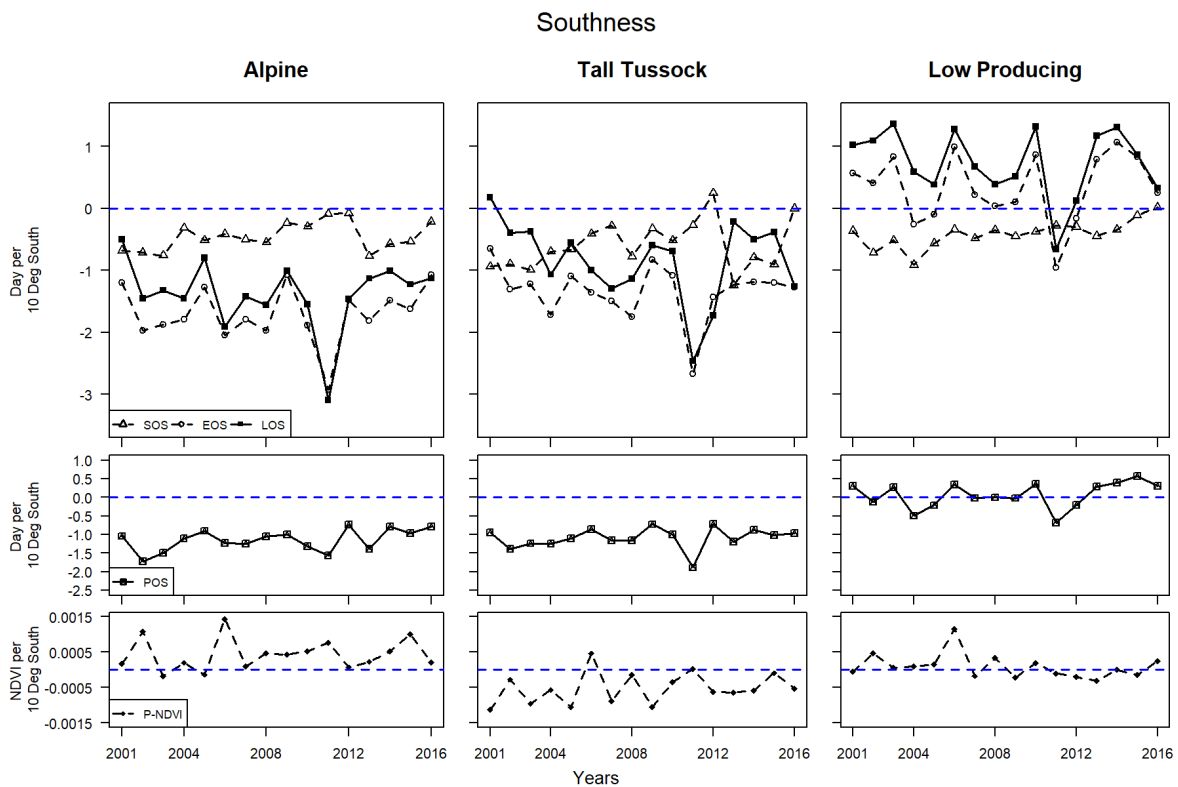 Southness
Alpine
Tall Tussock
Low Producing
Day per
10 Deg South
1
0
-1
-2
-3
SOS EOS LOS
Day per
10 Deg South
1.0
0.5
0.0
-0.5
-1.0
-1.5
-2.0
-2.5
POS
NDVI per
10 Deg South
0.0015
0.0005
-0.0005
-0.0015
P-NDVI
2001 2004 2008 2012 2016 2001 2004 2008 2012 2016 2001 2004 2008 2012 2016
Years